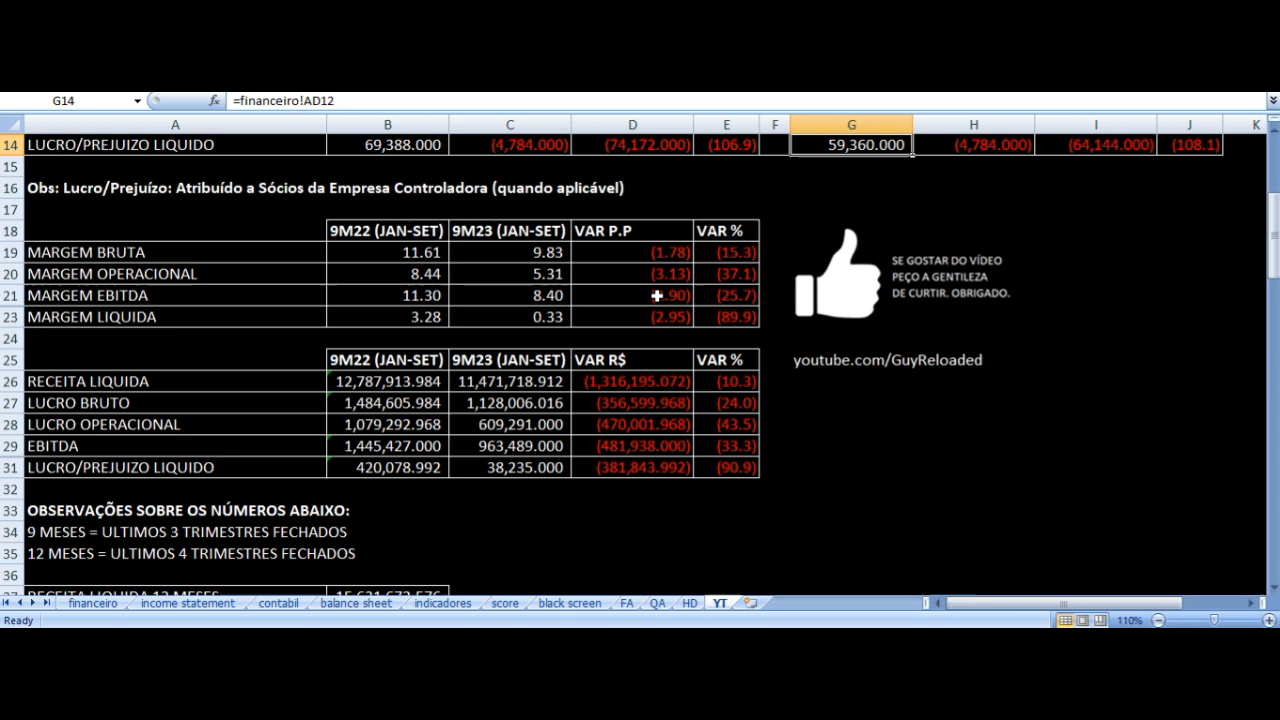 G14 fx =financeiro!AD12
A B C D E F G H I J K
14 LUCRO/PREJUIZO LIQUIDO 69,388.000 (4,784.000) (74,172.000) (106.9) 59,360.000 (4,784.000) (64,144.000) (108.1)
15
16 Obs: Lucro/Prejuízo: Atribuído a Sócios da Empresa Controladora (quando aplicável)
17
18 9M22 (JAN-SET) 9M23 (JAN-SET) VAR P.P VAR %
19 MARGEM BRUTA 11.61 9.83 (1.78) (15.3)
20 MARGEM OPERACIONAL 8.44 5.31 (3.13) (37.1)
21 MARGEM EBITDA 11.30 8.40 .90) (25.7)
23 MARGEM LIQUIDA 3.28 0.33 (2.95) (89.9)
SE GOSTAR DO VÍDEO
PEÇO A GENTILEZA
DE CURTIR. OBRIGADO.
24
25 9M22 (JAN-SET) 9M23 (JAN-SET) VAR R$ VAR % youtube.com/GuyReloaded
26 RECEITA LIQUIDA 12,787,913.984 11,471,718.912 (1,316,195.072) (10.3)
27 LUCRO BRUTO 1,484,605.984 1,128,006.016 (356,599.968) (24.0)
28 LUCRO OPERACIONAL 1,079,292.968 609,291.000 (470,001.968) (43.5)
29 EBITDA 1,445,427.000 963,489.000 (481,938.000) (33.3)
31 LUCRO/PREJUIZO LIQUIDO 420,078.992 38,235.000 (381,843.992) (90.9)
32
33 OBSERVAÇÕES SOBRE OS NÚMEROS ABAIXO:
34 9 MESES = ULTIMOS 3 TRIMESTRES FECHADOS
35 12 MESES = ULTIMOS 4 TRIMESTRES FECHADOS
36
RECEITA LIQUIDA 12 MESES
financeiro income statement contabil balance sheet indicadores score black screen FA QA HD YT
Ready 110%